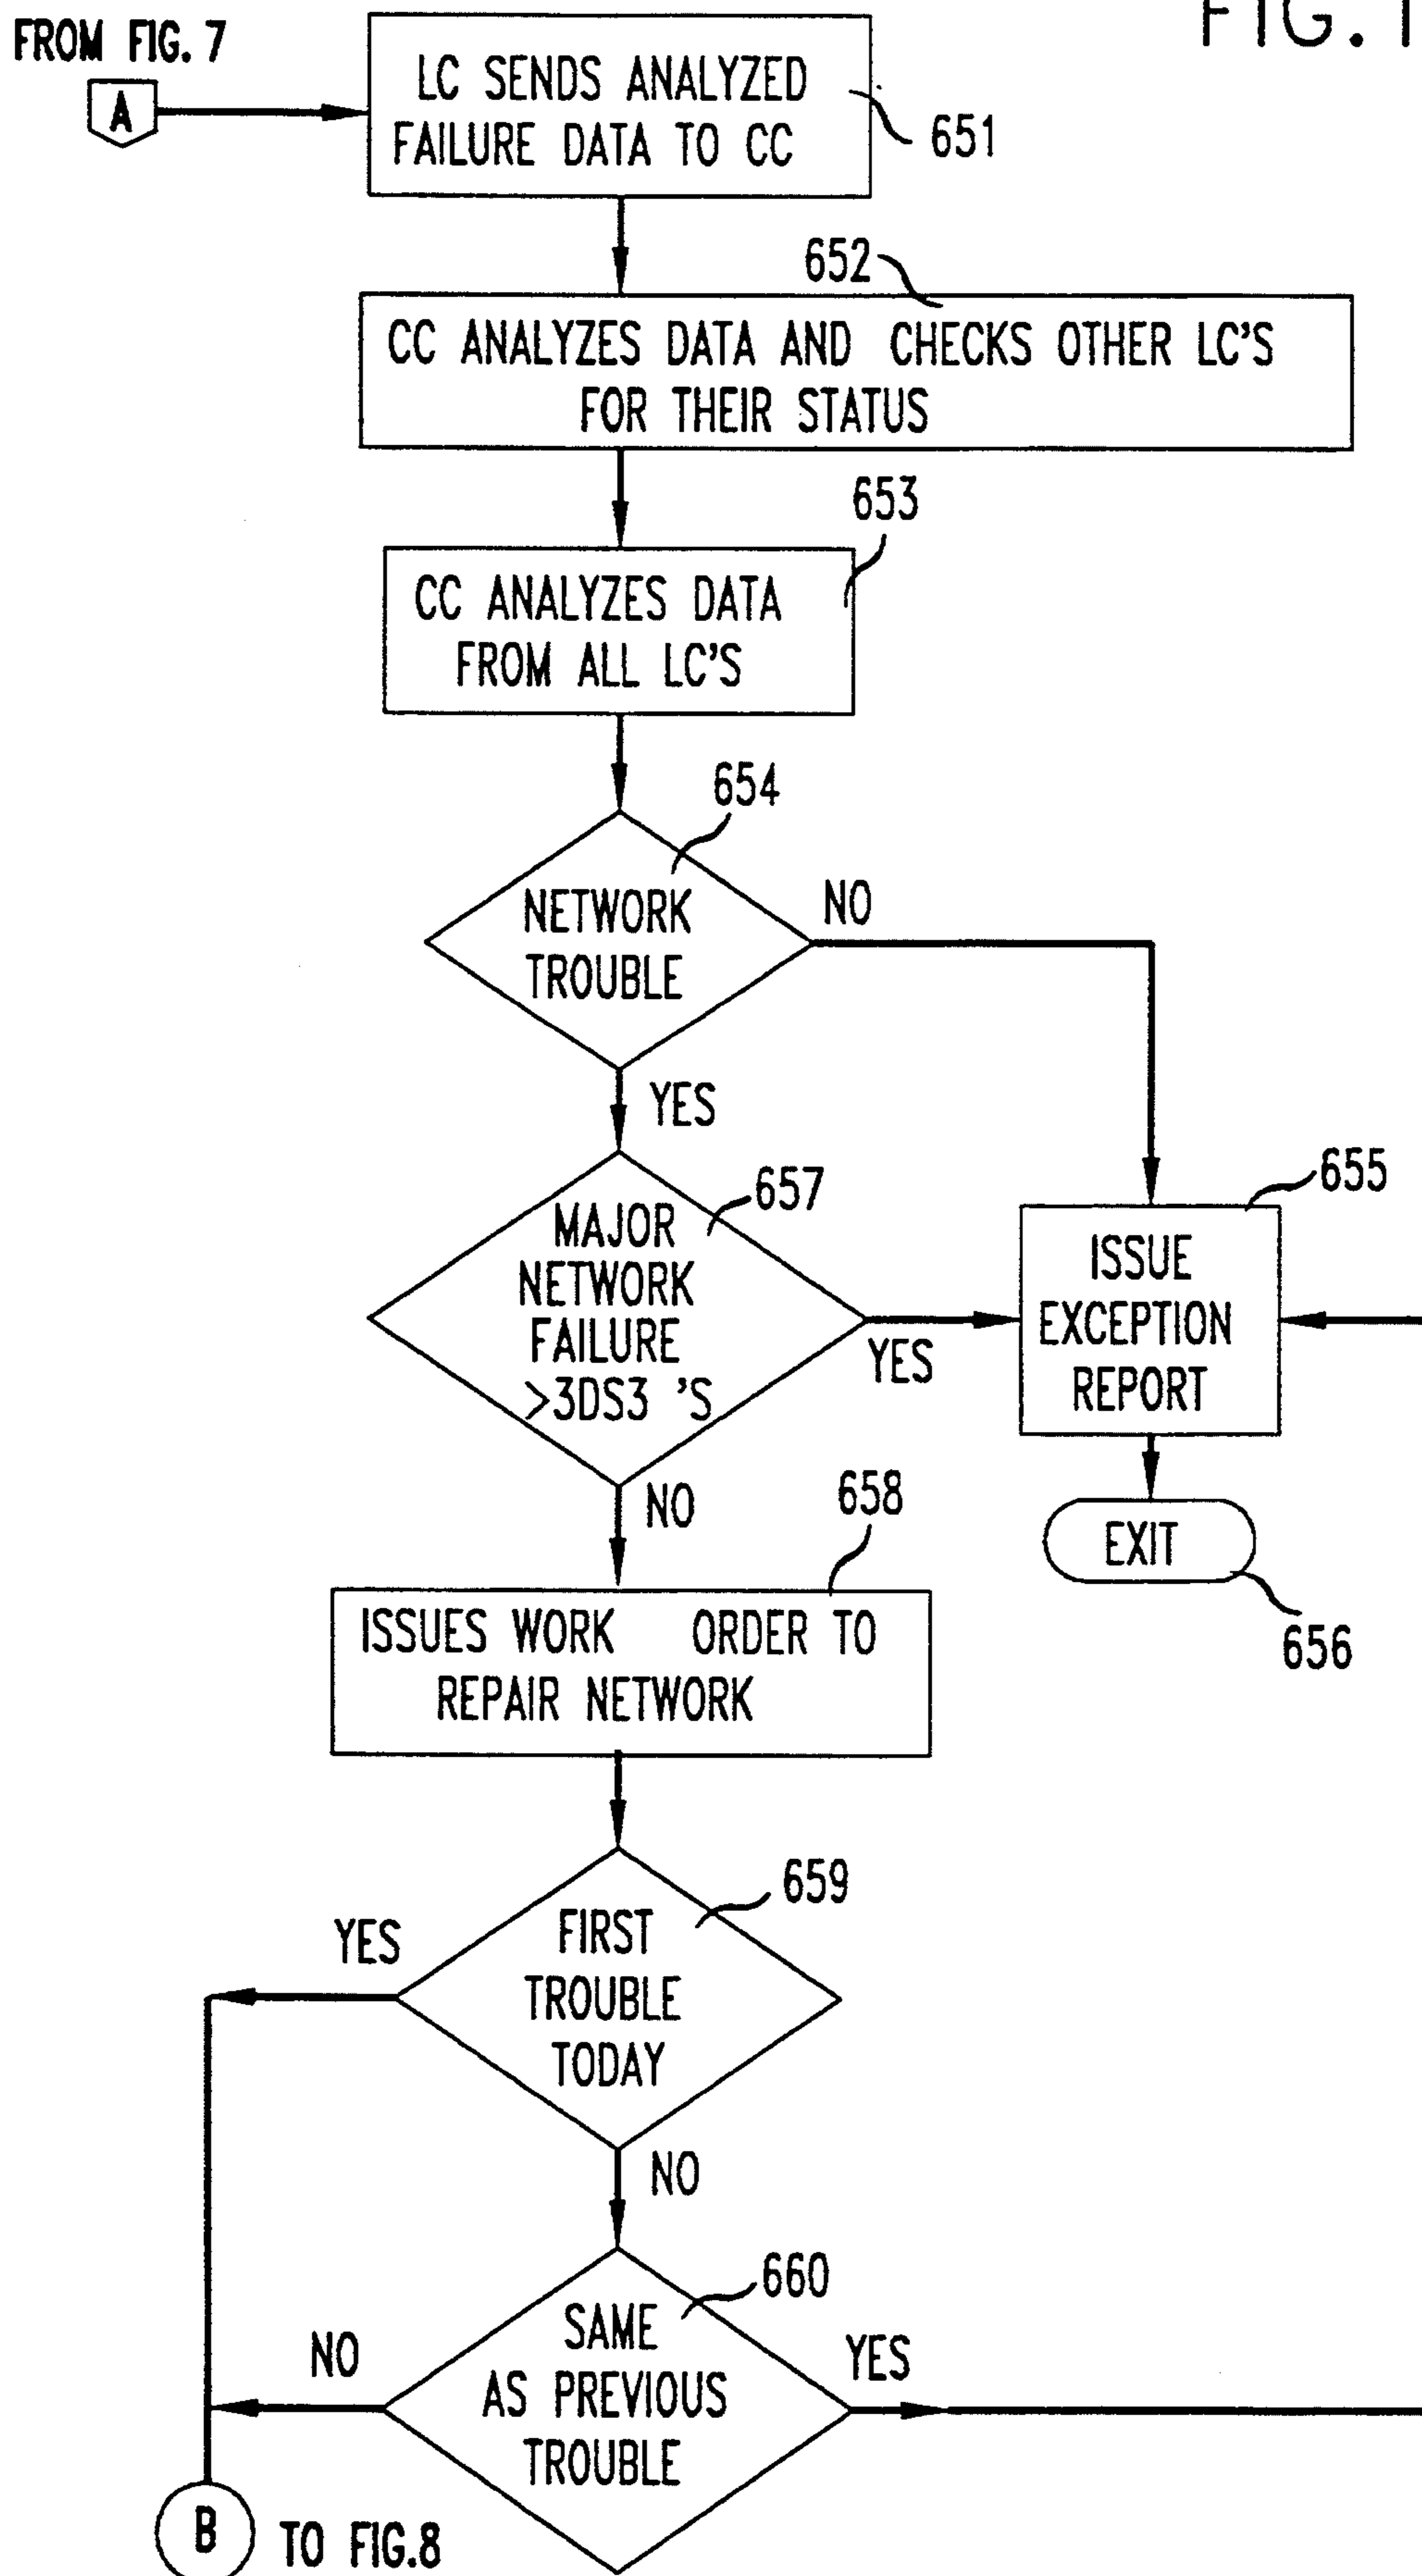 FROM FIG. 7
FIG. 1
A
LC SENDS ANALYZED
FAILURE DATA TO CC
651
652
CC ANALYZES DATA AND CHECKS OTHER LC'S
FOR THEIR STATUS
653
CC ANALYZES DATA
FROM ALL LC'S
654
NETWORK
TROUBLE
NO
YES
657
MAJOR
NETWORK
FAILURE
>3DS3 'S
YES
NO
655
ISSUE
EXCEPTION
REPORT
EXIT
656
658
ISSUES WORK ORDER TO
REPAIR NETWORK
659
FIRST
TROUBLE
TODAY
YES
NO
660
SAME
AS PREVIOUS
TROUBLE
NO
YES
B
TO FIG.8